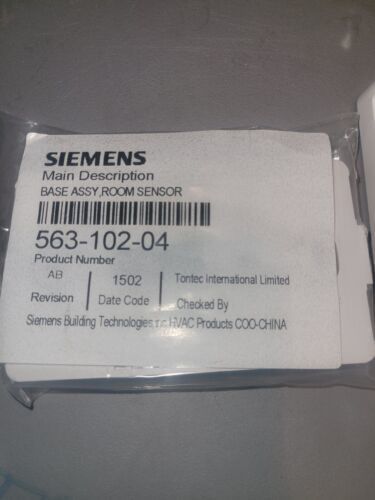 SIEMENS
Main Description
BASE ASSY,ROOM SENSOR
563-102-04
Product Number
AB 1502 Tontec International Limited
Revision Date Code Checked By
Siemens Building Technologies Inc HVAC Products COO-CHINA